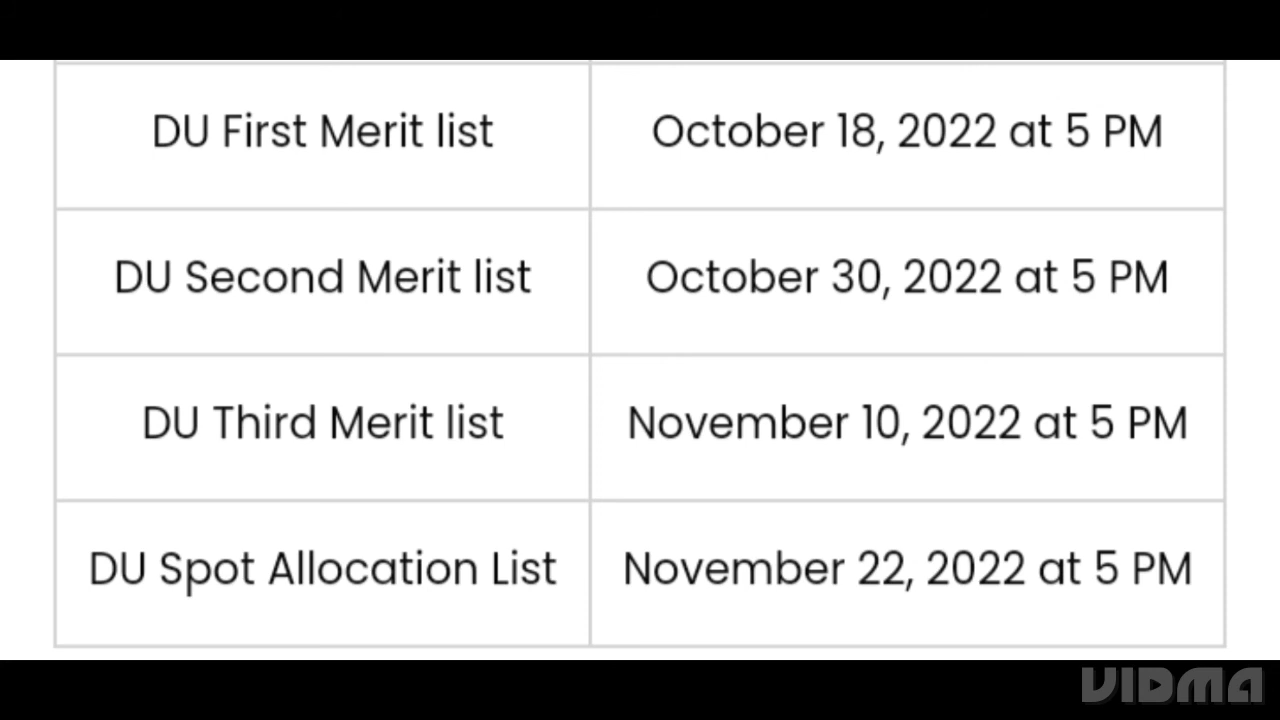 DU First Merit list October 18, 2022 at 5 PM
DU Second Merit list October 30, 2022 at 5 PM
DU Third Merit list November 10, 2022 at 5 PM
DU Spot Allocation List November 22, 2022 at 5 PM
VIDMA